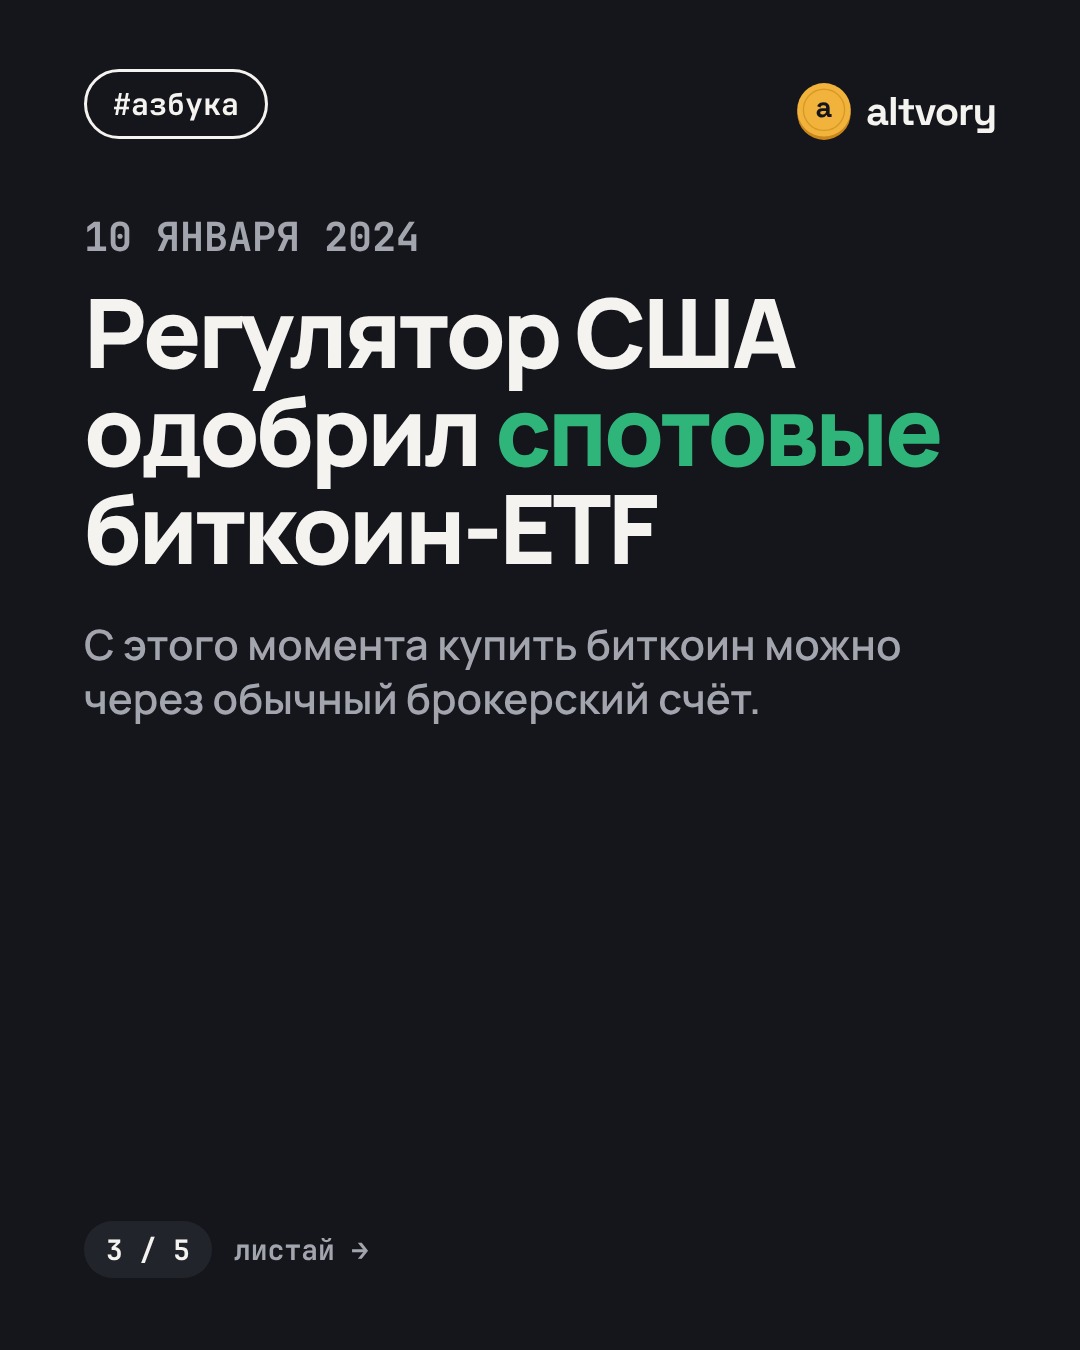 #азбука
a altvory
10 ЯНВАРЯ 2024
Регулятор США
одобрил спотовые
биткоин-ETF
С этого момента купить биткоин можно
через обычный брокерский счёт.
3 / 5 листай →